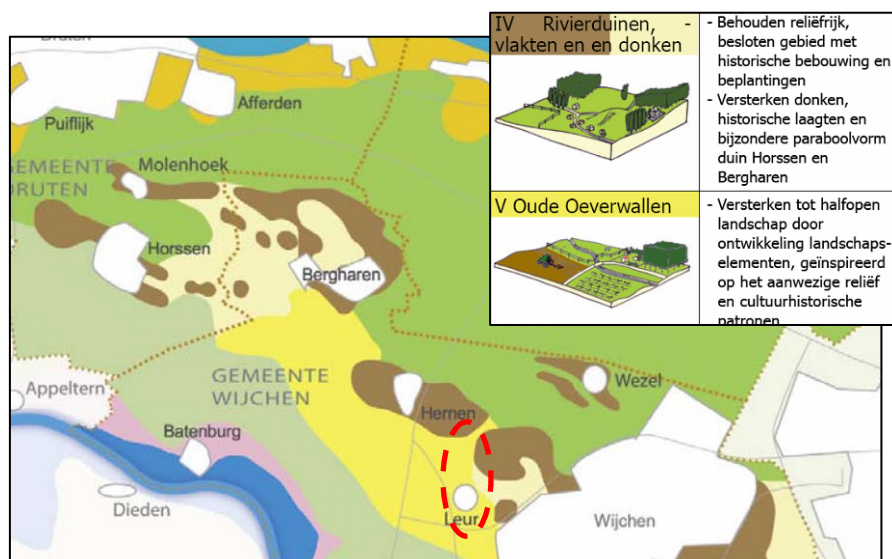 IV Rivierduinen, -
vlakten en en donken
- Behouden reliëfrijk,
besloten gebied met
historische bebouwing en
beplantingen
- Versterken donken,
historische laagten en
bijzondere paraboolvorm
duin Horssen en
Bergharen
V Oude Oeverwallen
- Versterken tot halfopen
landschap door
ontwikkeling landschaps-
elementen, geïnspireerd
op het aanwezige reliëf
en cultuurhistorische
patronen
Druten
Afferden
Puiflijk
Molenhoek
GEMEENTE
DRUTEN
Horssen
Bergharen
GEMEENTE
WIJCHEN
Appeltern
Hernen
Wezel
Batenburg
Dieden
Leur
Wijchen